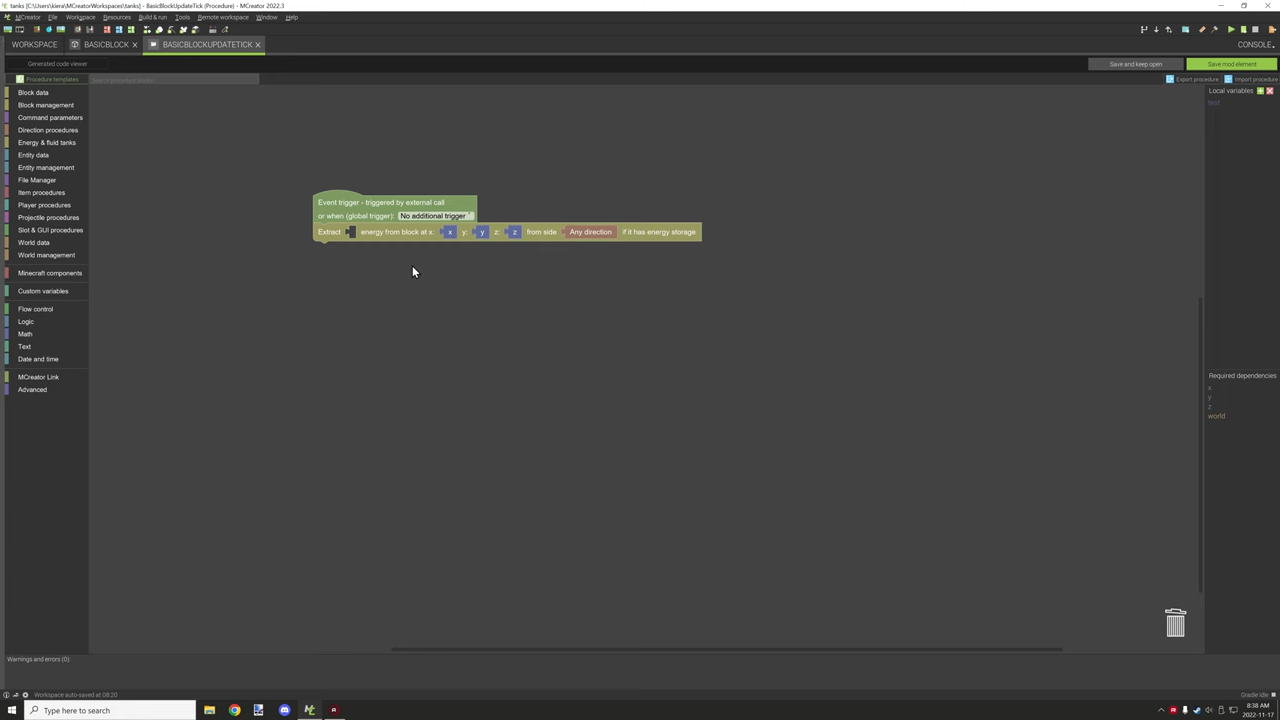 tanks [C:\Users\kiera\MCreatorWorkspaces\tanks] - BasicBlockUpdateTick (Procedure) - MCreator 2022.3
MCreator File Workspace Resources Build & run Tools Remote workspace Window Help
WORKSPACE BASICBLOCK × BASICBLOCKUPDATETICK × CONSOLE
Generated code viewer Save and keep open Save mod element
Procedure templates Search procedure blocks Export procedure Import procedure
Block data
Block management
Command parameters
Direction procedures
Energy & fluid tanks
Entity data
Entity management
File Manager
Item procedures
Player procedures
Projectile procedures
Slot & GUI procedures
World data
World management
Minecraft components
Custom variables
Flow control
Logic
Math
Text
Date and time
MCreator Link
Advanced
Event trigger - triggered by external call
or when (global trigger): No additional trigger
Extract energy from block at x: x y: y z: z from side Any direction if it has energy storage
Local variables
test
Required dependencies
x
y
z
world
Warnings and errors (0)
Workspace auto-saved at 08:20 Gradle idle
Type here to search
8:38 AM
2022-11-17